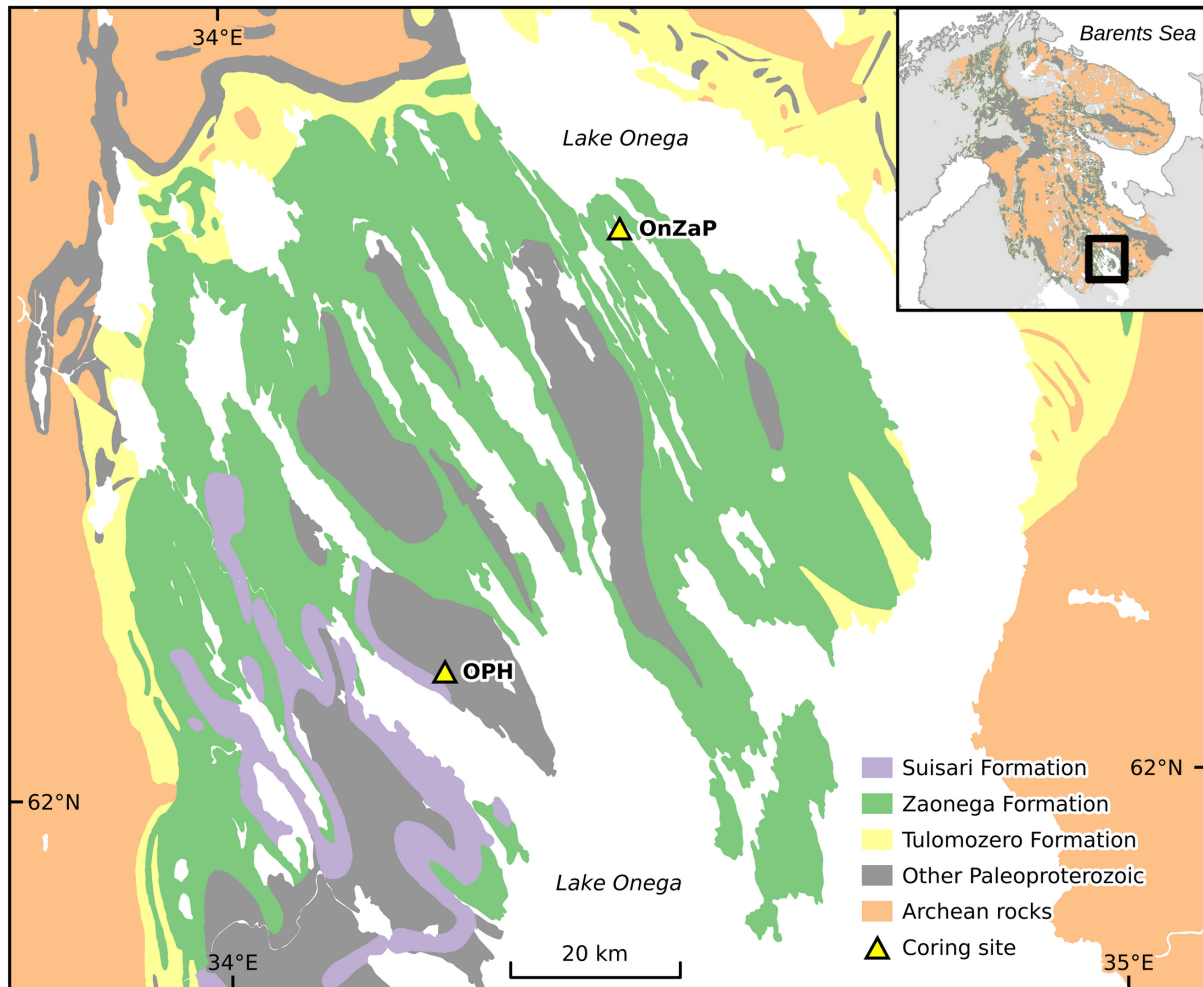 34°E
Barents Sea
Lake Onega
OnZaP
OPH
Suisari Formation
62°N
Zaonega Formation
62°N
Tulomozero Formation
Other Paleoproterozoic
Lake Onega
Archean rocks
Coring site
20 km
34°E
35°E